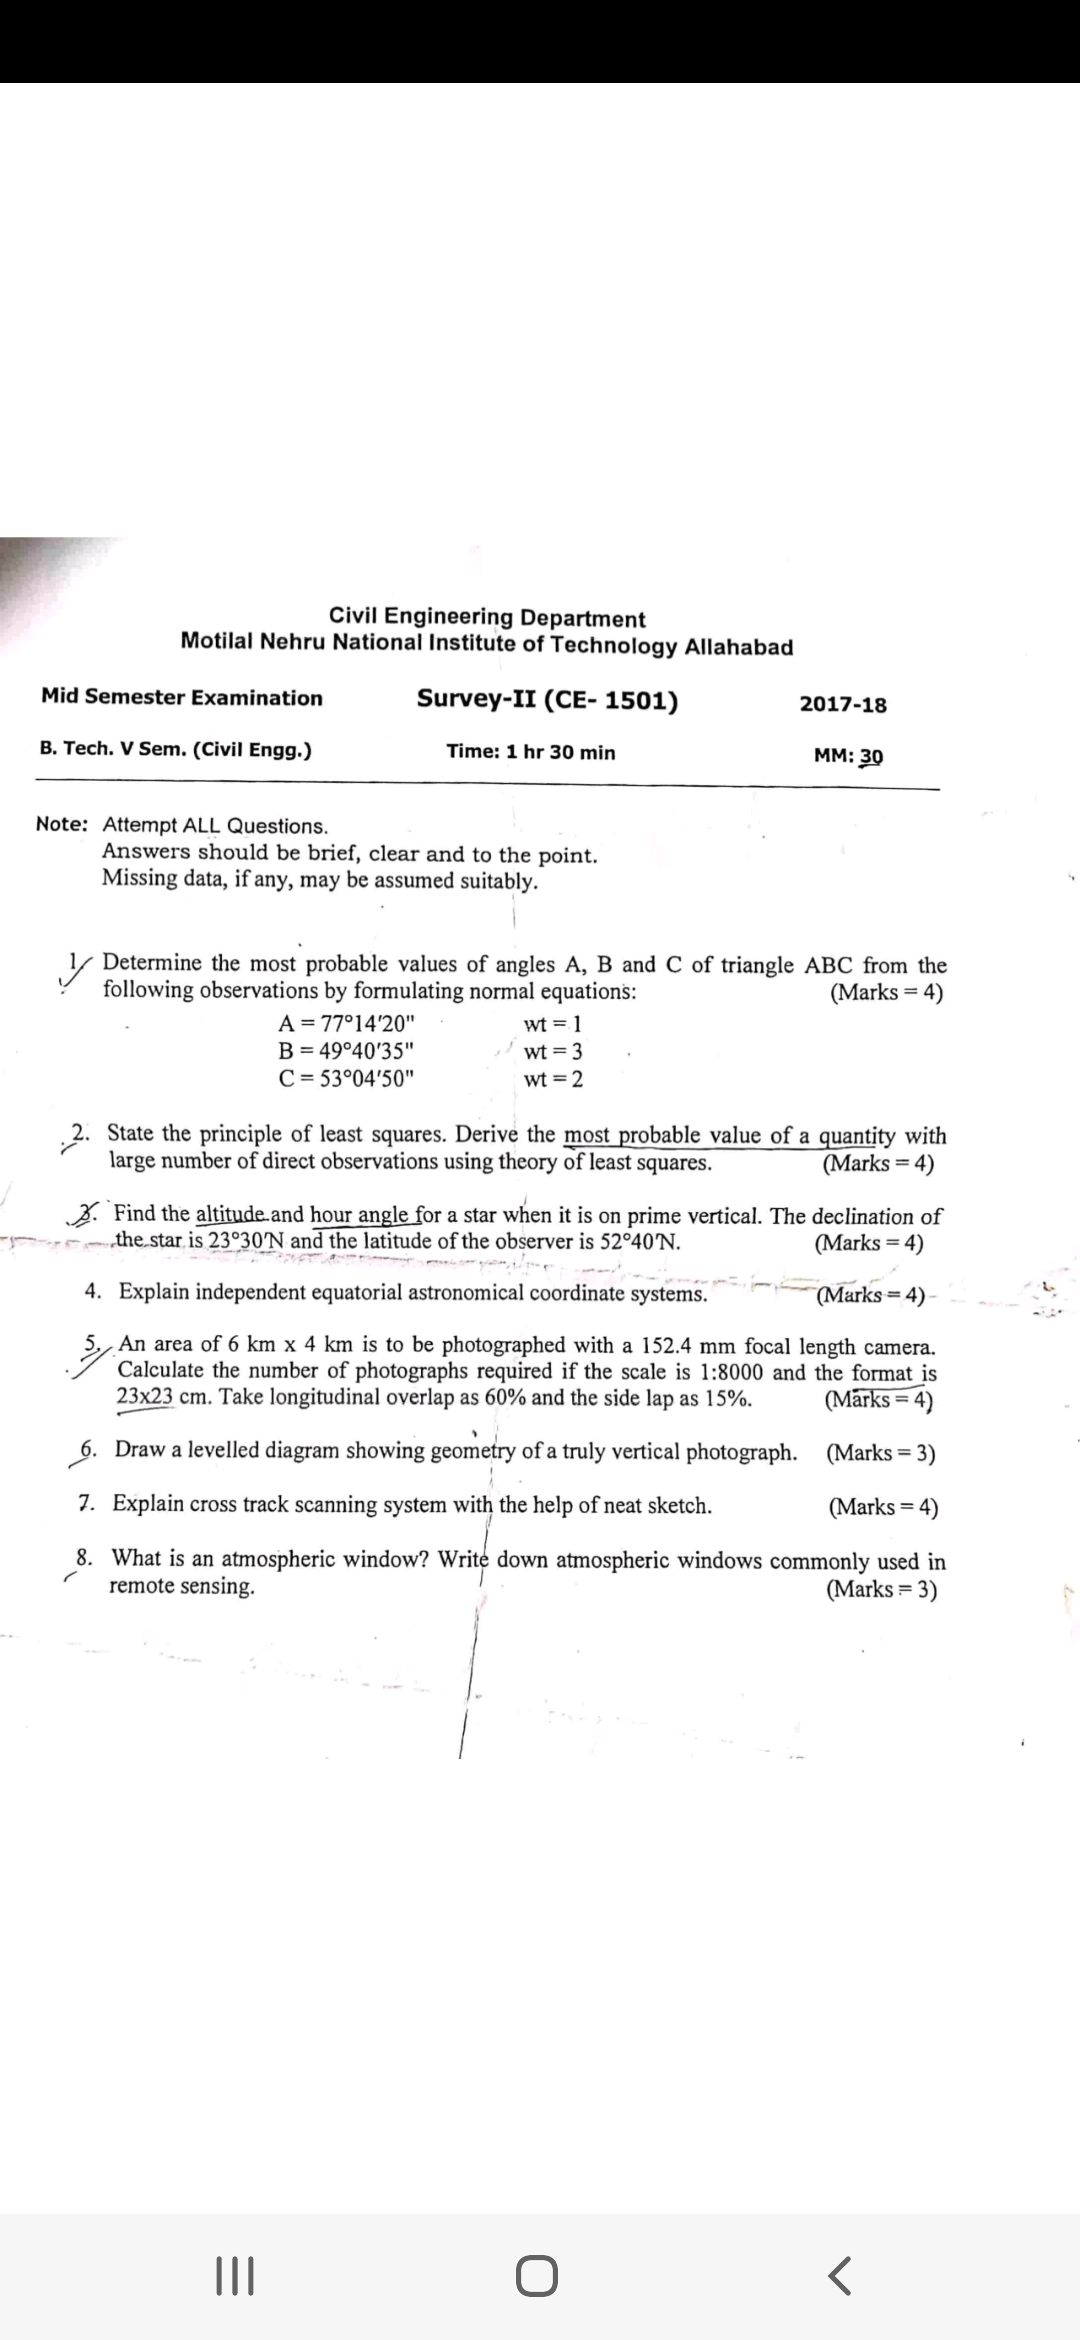 Civil Engineering Department
Motilal Nehru National Institute of Technology Allahabad
Mid Semester Examination Survey-II (CE- 1501) 2017-18
B. Tech. V Sem. (Civil Engg.) Time: 1 hr 30 min MM: 30
Note: Attempt ALL Questions.
Answers should be brief, clear and to the point.
Missing data, if any, may be assumed suitably.
1. Determine the most probable values of angles A, B and C of triangle ABC from the
following observations by formulating normal equations: (Marks = 4)
A = 77°14'20" wt = 1
B = 49°40'35" wt = 3
C = 53°04'50" wt = 2
2. State the principle of least squares. Derive the most probable value of a quantity with
large number of direct observations using theory of least squares. (Marks = 4)
3. Find the altitude and hour angle for a star when it is on prime vertical. The declination of
the star is 23°30'N and the latitude of the observer is 52°40'N. (Marks = 4)
4. Explain independent equatorial astronomical coordinate systems. (Marks = 4)
5. An area of 6 km x 4 km is to be photographed with a 152.4 mm focal length camera.
Calculate the number of photographs required if the scale is 1:8000 and the format is
23x23 cm. Take longitudinal overlap as 60% and the side lap as 15%. (Marks = 4)
6. Draw a levelled diagram showing geometry of a truly vertical photograph. (Marks = 3)
7. Explain cross track scanning system with the help of neat sketch. (Marks = 4)
8. What is an atmospheric window? Write down atmospheric windows commonly used in
remote sensing. (Marks = 3)